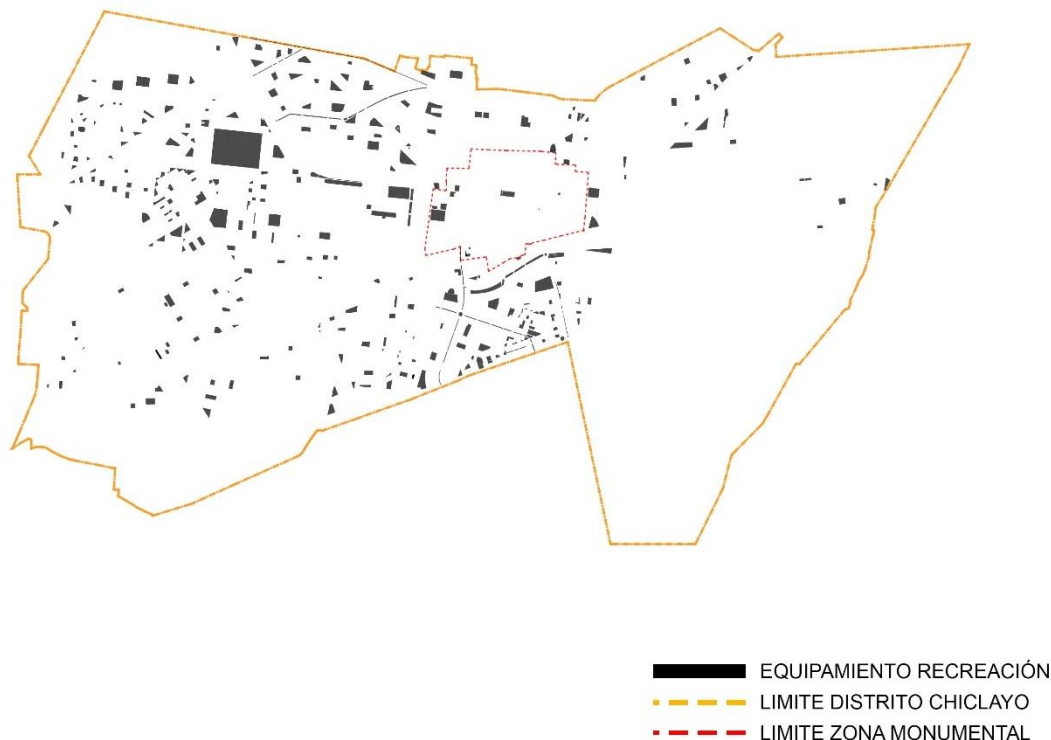 EQUIPAMIENTO RECREACIÓN
LIMITE DISTRITO CHICLAYO
LIMITE ZONA MONUMENTAL